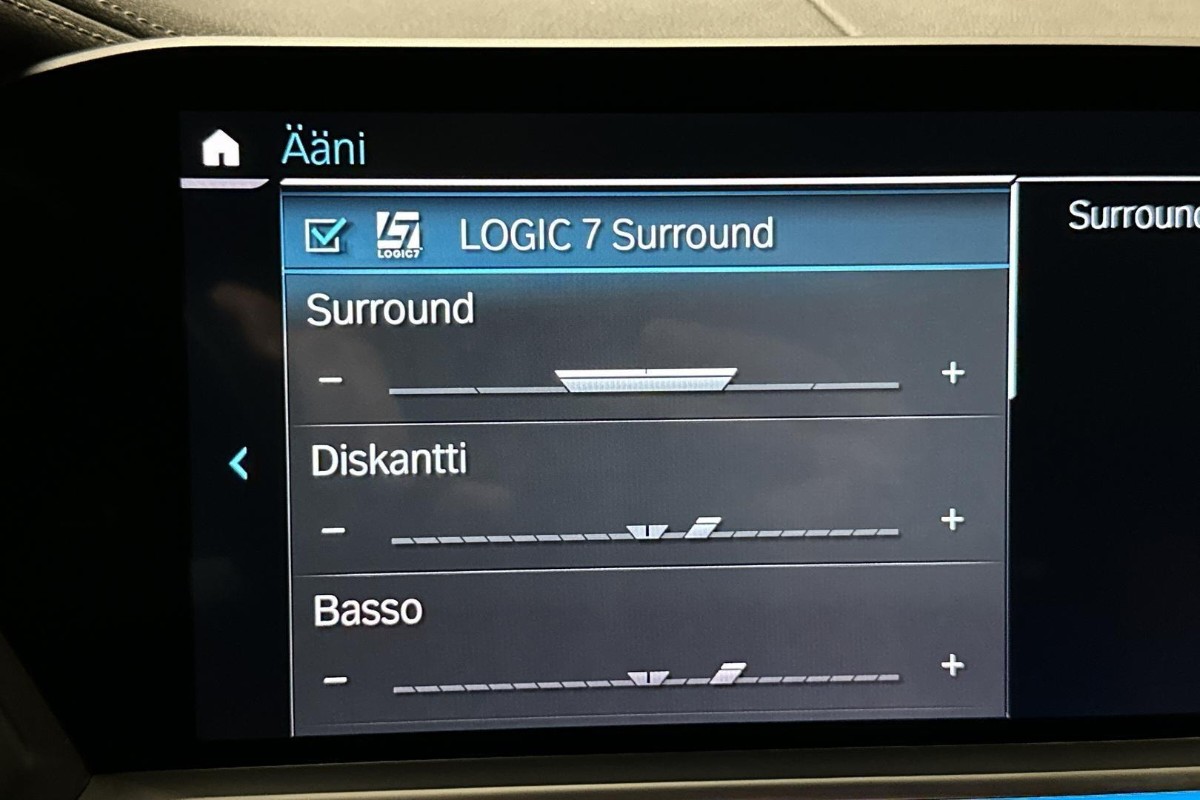 Ääni
LOGIC7 LOGIC 7 Surround
Surround
Diskantti
Basso